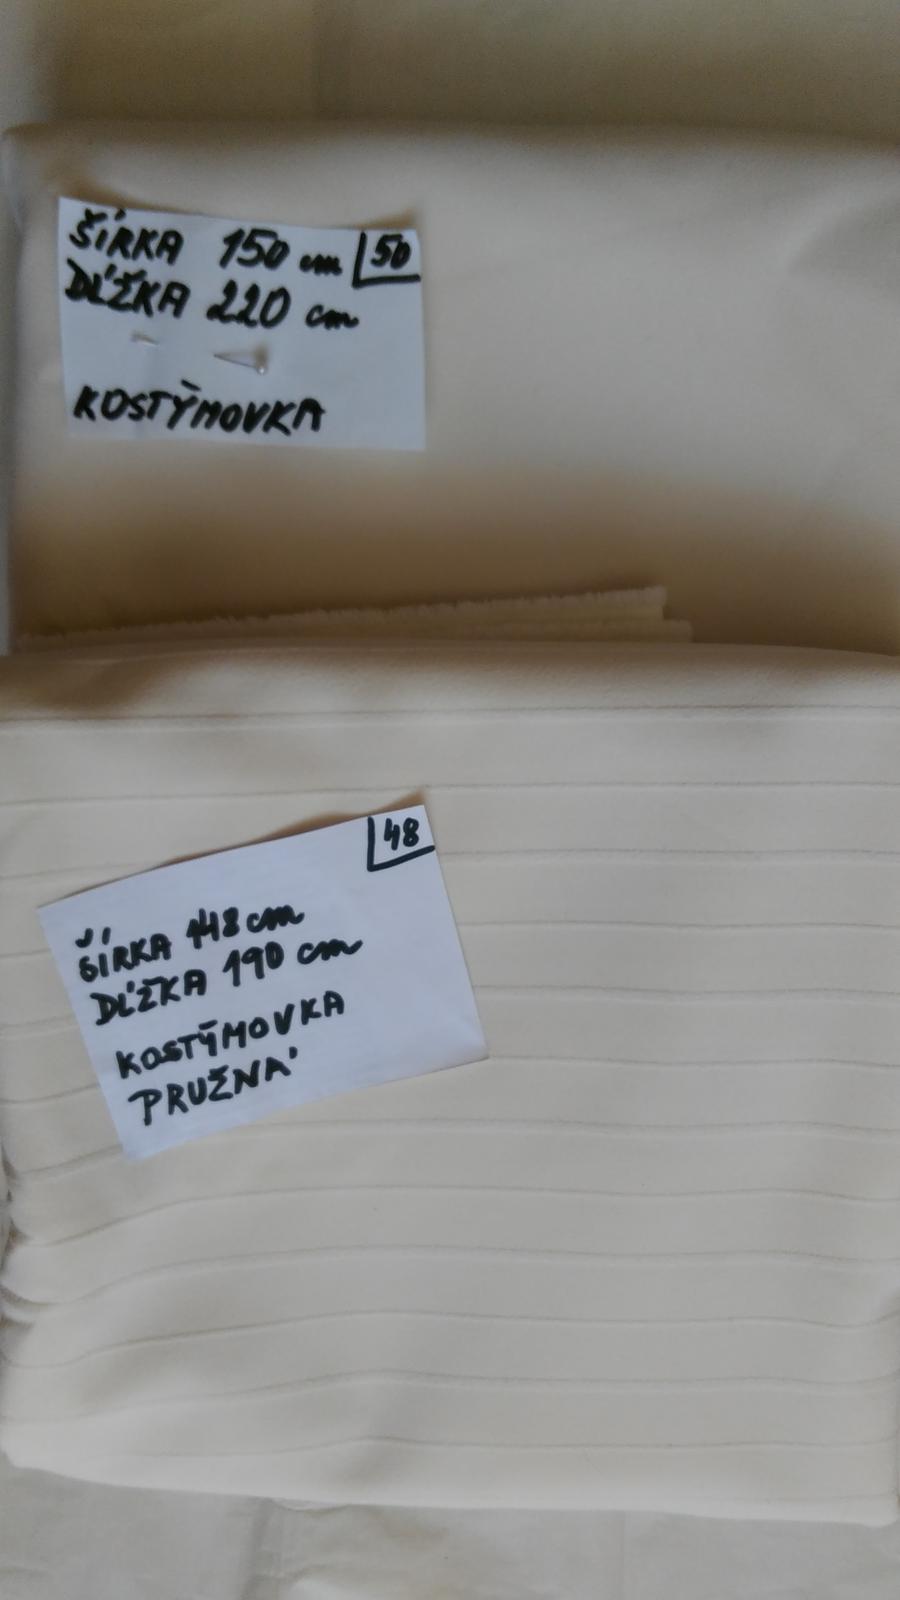 ŠÍRKA 150 cm 50
DĹŽKA 220 cm
KOSTÝMOVKA
48
ŠÍRKA 148 cm
DĹŽKA 190 cm
KOSTÝMOVKA
PRUŽNÁ